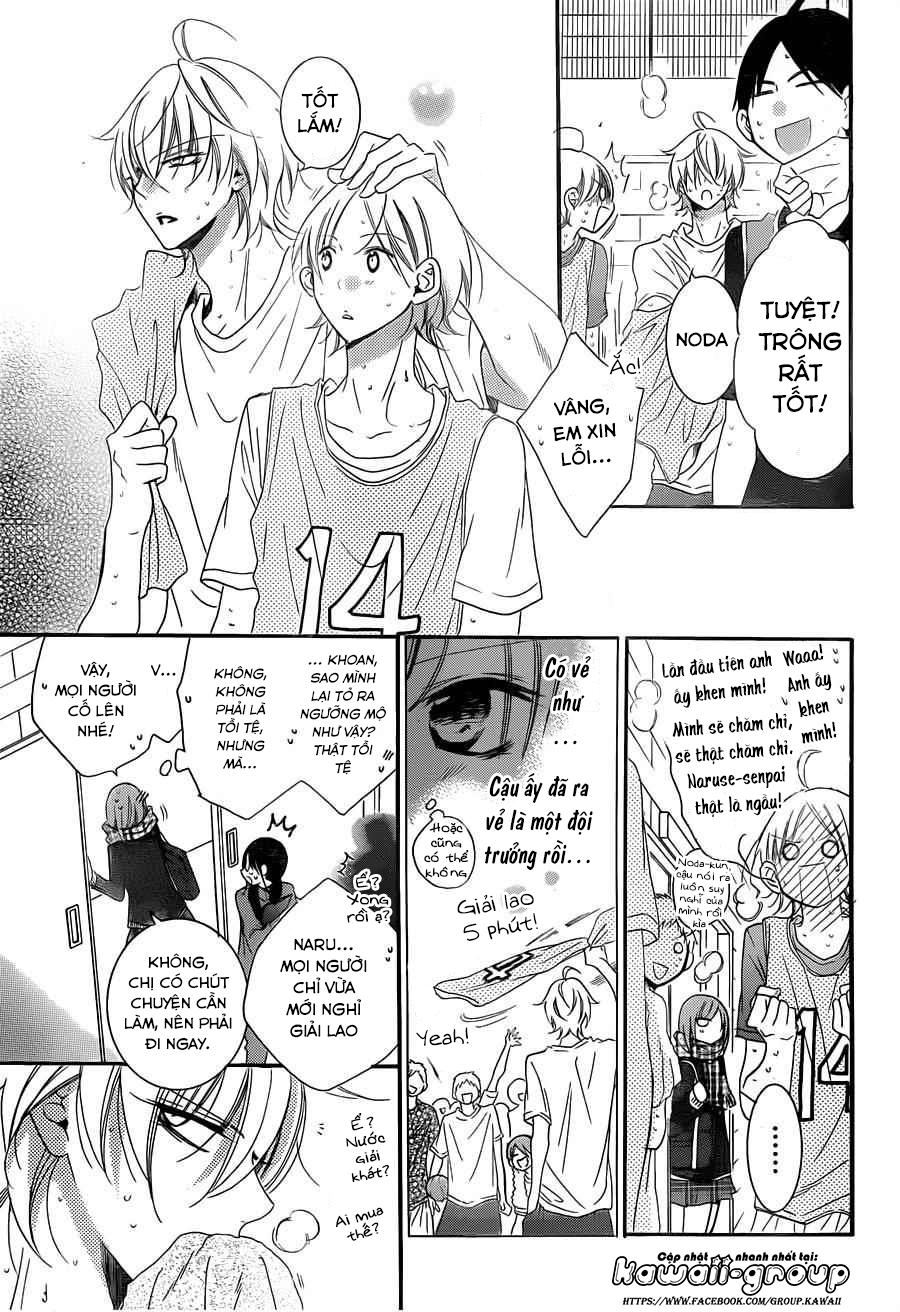 TUYỆT!
TRÔNG
RẤT
TỐT!
NODA
Ắc!
VÂNG,
EM XIN
LỖI...
TỐT
LẮM!
14
Waaa!
Anh ấy
khen
mình!
Lần đầu tiên anh
ấy khen mình!
Mình sẽ chăm chỉ,
sẽ thật chăm chỉ.
Naruse-senpai
thật là ngầu!
Noda-kun,
cậu nói ra
luôn suy
nghĩ của
mình rồi
kìa
14
......
Có vẻ
như
...
Cậu ấy đã ra
vẻ là một đội
trưởng rồi...
Hoặc
cũng
có thể
không
Giải lao
5 phút!
4
Yeah!
... KHOAN,
SAO MÌNH
LẠI TỎ RA
NGƯỠNG MỘ
NHƯ VẬY?
THẬT TỒI
TỆ
KHÔNG,
KHÔNG
PHẢI LÀ
TỒI TỆ,
NHƯNG
MÀ...
V...
VẬY,
MỌI NGƯỜI
CỐ LÊN
NHÉ!
Ể?
Xong
rồi ạ?
NARU...
MỌI NGƯỜI
CHỈ VỪA
MỚI NGHỈ
GIẢI LAO
KHÔNG,
CHỊ CÓ CHÚT
CHUYỆN CẦN
LÀM, NÊN PHẢI
ĐI NGAY.
Ể?
Nước
giải
khát?
Ai mua
thế?
Cập nhật nhanh nhất tại:
kawaii-group
HTTPS://WWW.FACEBOOK.COM/GROUP.KAWAII